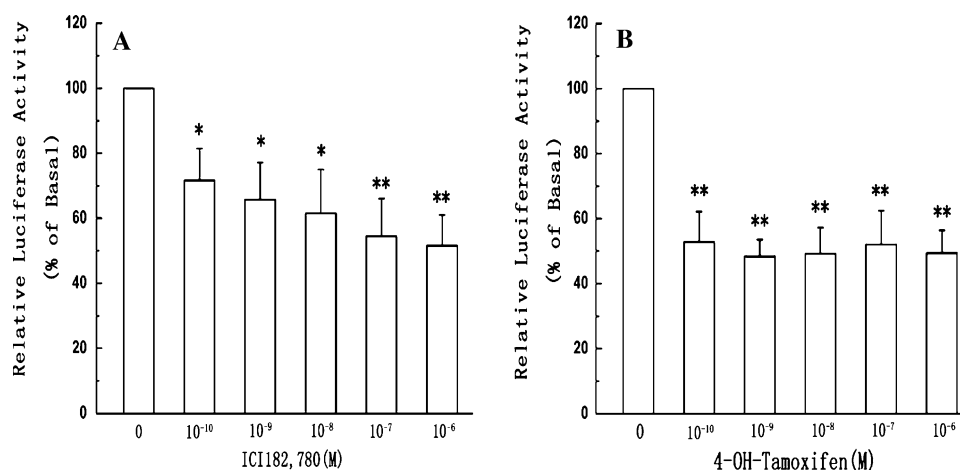 A
Relative Luciferase Activity
(% of Basal)
120
100
80
60
40
20
0
* * * ** **
0 10⁻¹⁰ 10⁻⁹ 10⁻⁸ 10⁻⁷ 10⁻⁶
ICI182,780(M)
B
Relative Luciferase Activity
(% of Basal)
120
100
80
60
40
20
0
** ** ** ** **
0 10⁻¹⁰ 10⁻⁹ 10⁻⁸ 10⁻⁷ 10⁻⁶
4-OH-Tamoxifen(M)